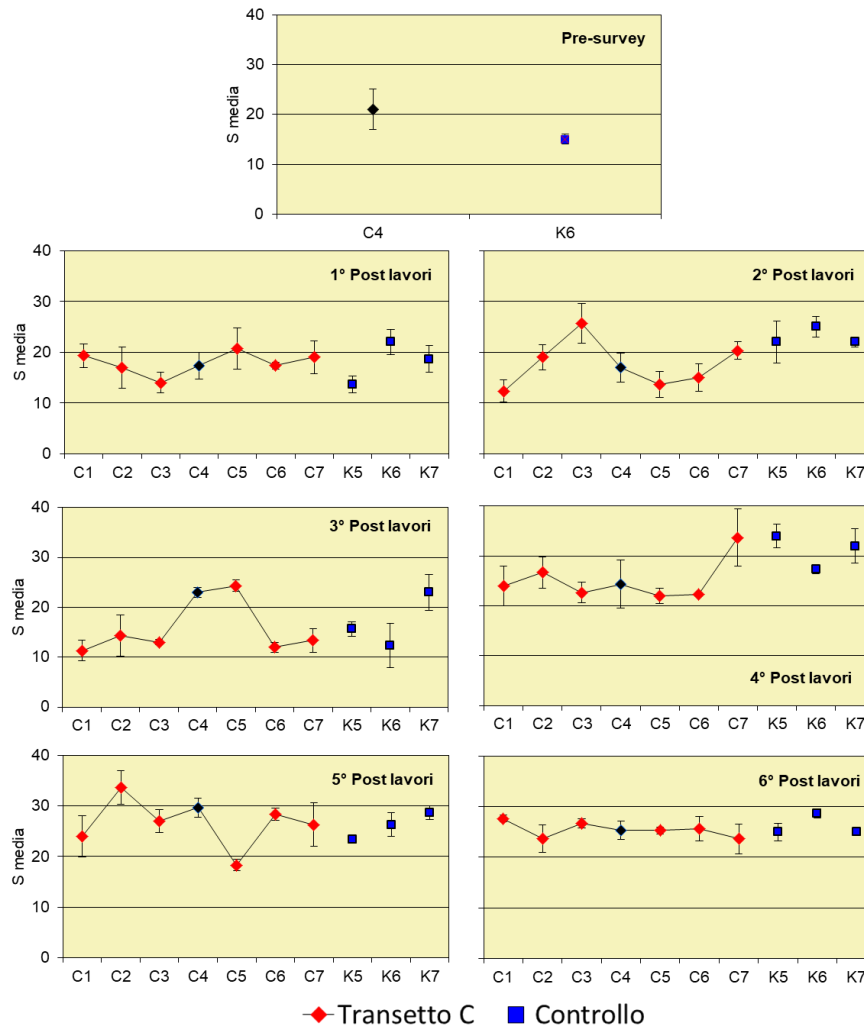 Pre-survey
S media
40
30
20
10
0
C4 K6
1° Post lavori
S media
40
30
20
10
0
C1 C2 C3 C4 C5 C6 C7 K5 K6 K7
2° Post lavori
C1 C2 C3 C4 C5 C6 C7 K5 K6 K7
3° Post lavori
S media
40
30
20
10
0
C1 C2 C3 C4 C5 C6 C7 K5 K6 K7
4° Post lavori
C1 C2 C3 C4 C5 C6 C7 K5 K6 K7
5° Post lavori
S media
40
30
20
10
0
C1 C2 C3 C4 C5 C6 C7 K5 K6 K7
6° Post lavori
C1 C2 C3 C4 C5 C6 C7 K5 K6 K7
Transetto C Controllo